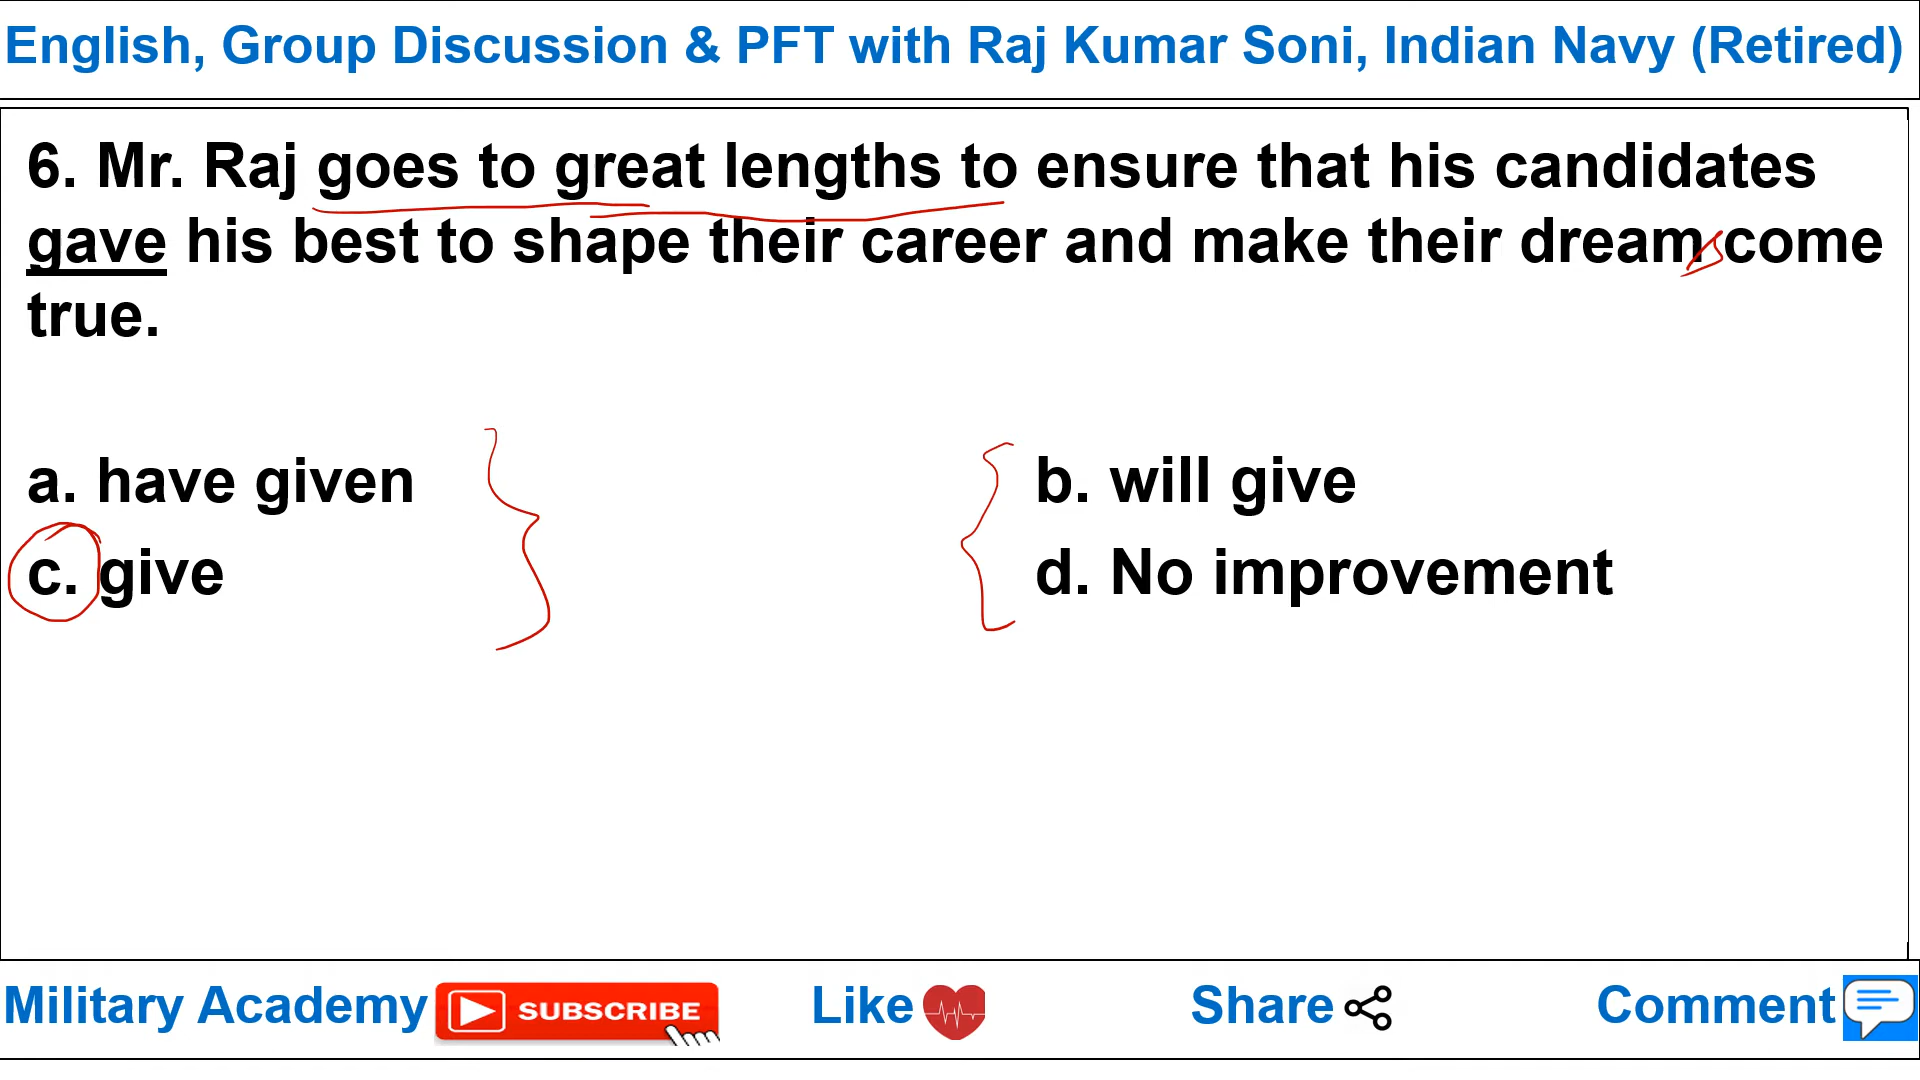 English, Group Discussion & PFT with Raj Kumar Soni, Indian Navy (Retired)
6. Mr. Raj goes to great lengths to ensure that his candidates
gave his best to shape their career and make their dream come
true.
a. have given
b. will give
c. give
d. No improvement
Military Academy SUBSCRIBE Like Share Comment